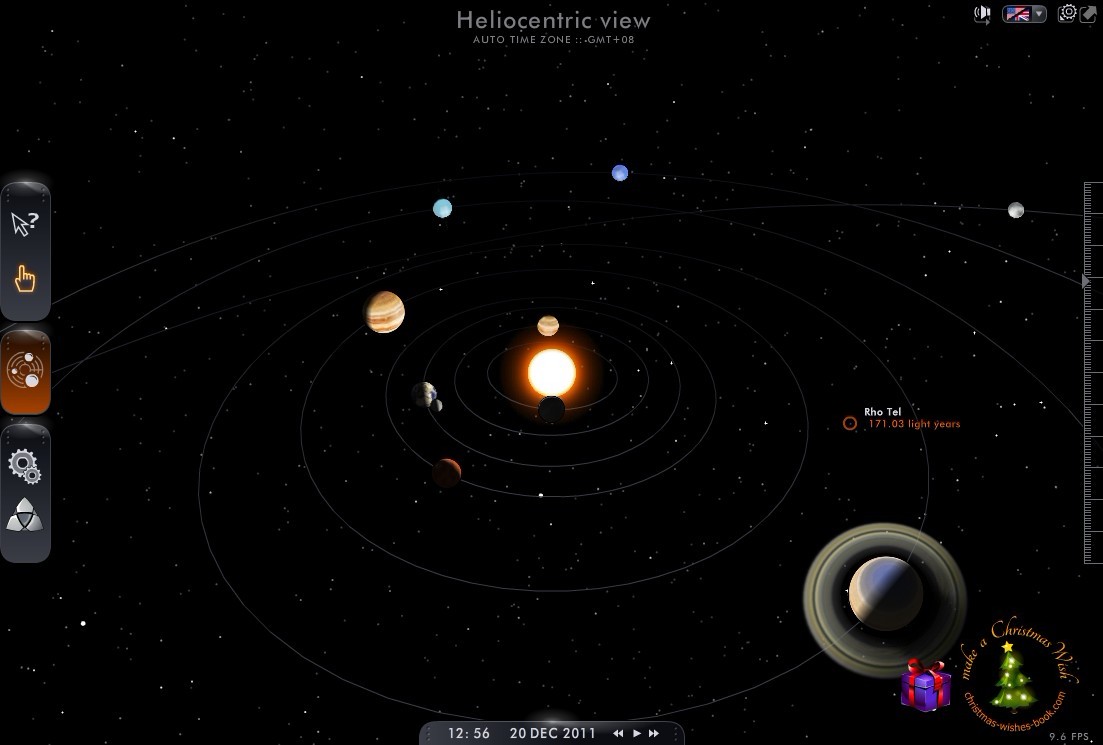 Heliocentric view
AUTO TIME ZONE :: GMT+08
?
Rho Tel
171.03 light years
make a Christmas Wish
christmas-wishes-book.com
12:56 20 DEC 2011
9.6 FPS